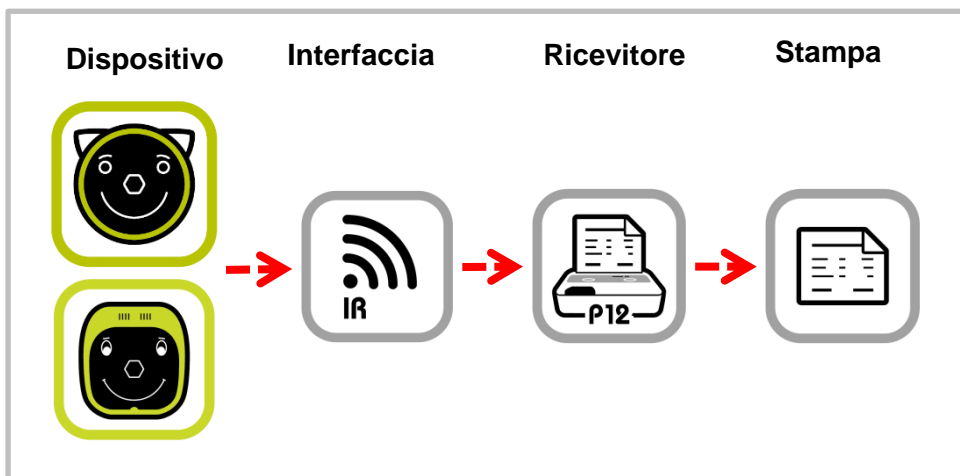 Dispositivo
Interfaccia
Ricevitore
Stampa
IR
P12